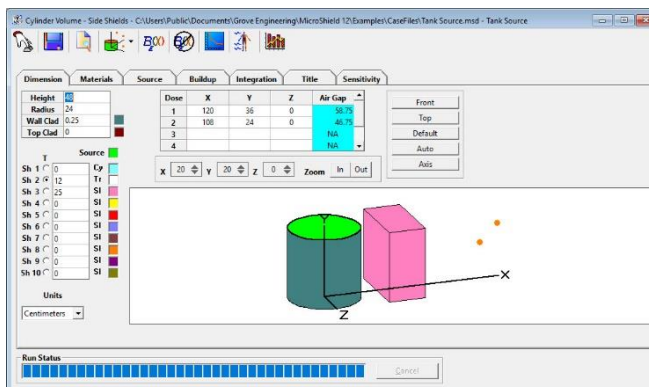 Cylinder Volume - Side Shields - C:\Users\Public\Documents\Grove Engineering\MicroShield 12\Examples\CaseFiles\Tank Source.msd - Tank Source
Dimension Materials Source Buildup Integration Title Sensitivity
Height 48
Radius 24
Wall Clad 0.25
Top Clad 0
Dose X Y Z Air Gap
1 120 36 0 58.75
2 108 24 0 46.75
3 NA
4 NA
Front
Top
Default
Auto
Axis
T Source
Sh 1 0 Cy
Sh 2 12 Tr
Sh 3 25 Sl
Sh 4 0 Sl
Sh 5 0 Sl
Sh 6 0 Sl
Sh 7 0 Sl
Sh 8 0 Sl
Sh 9 0 Sl
Sh 10 0 Sl
X 20 Y 20 Z 0 Zoom In Out
Y
X
Z
Units
Centimeters
Run Status
Cancel